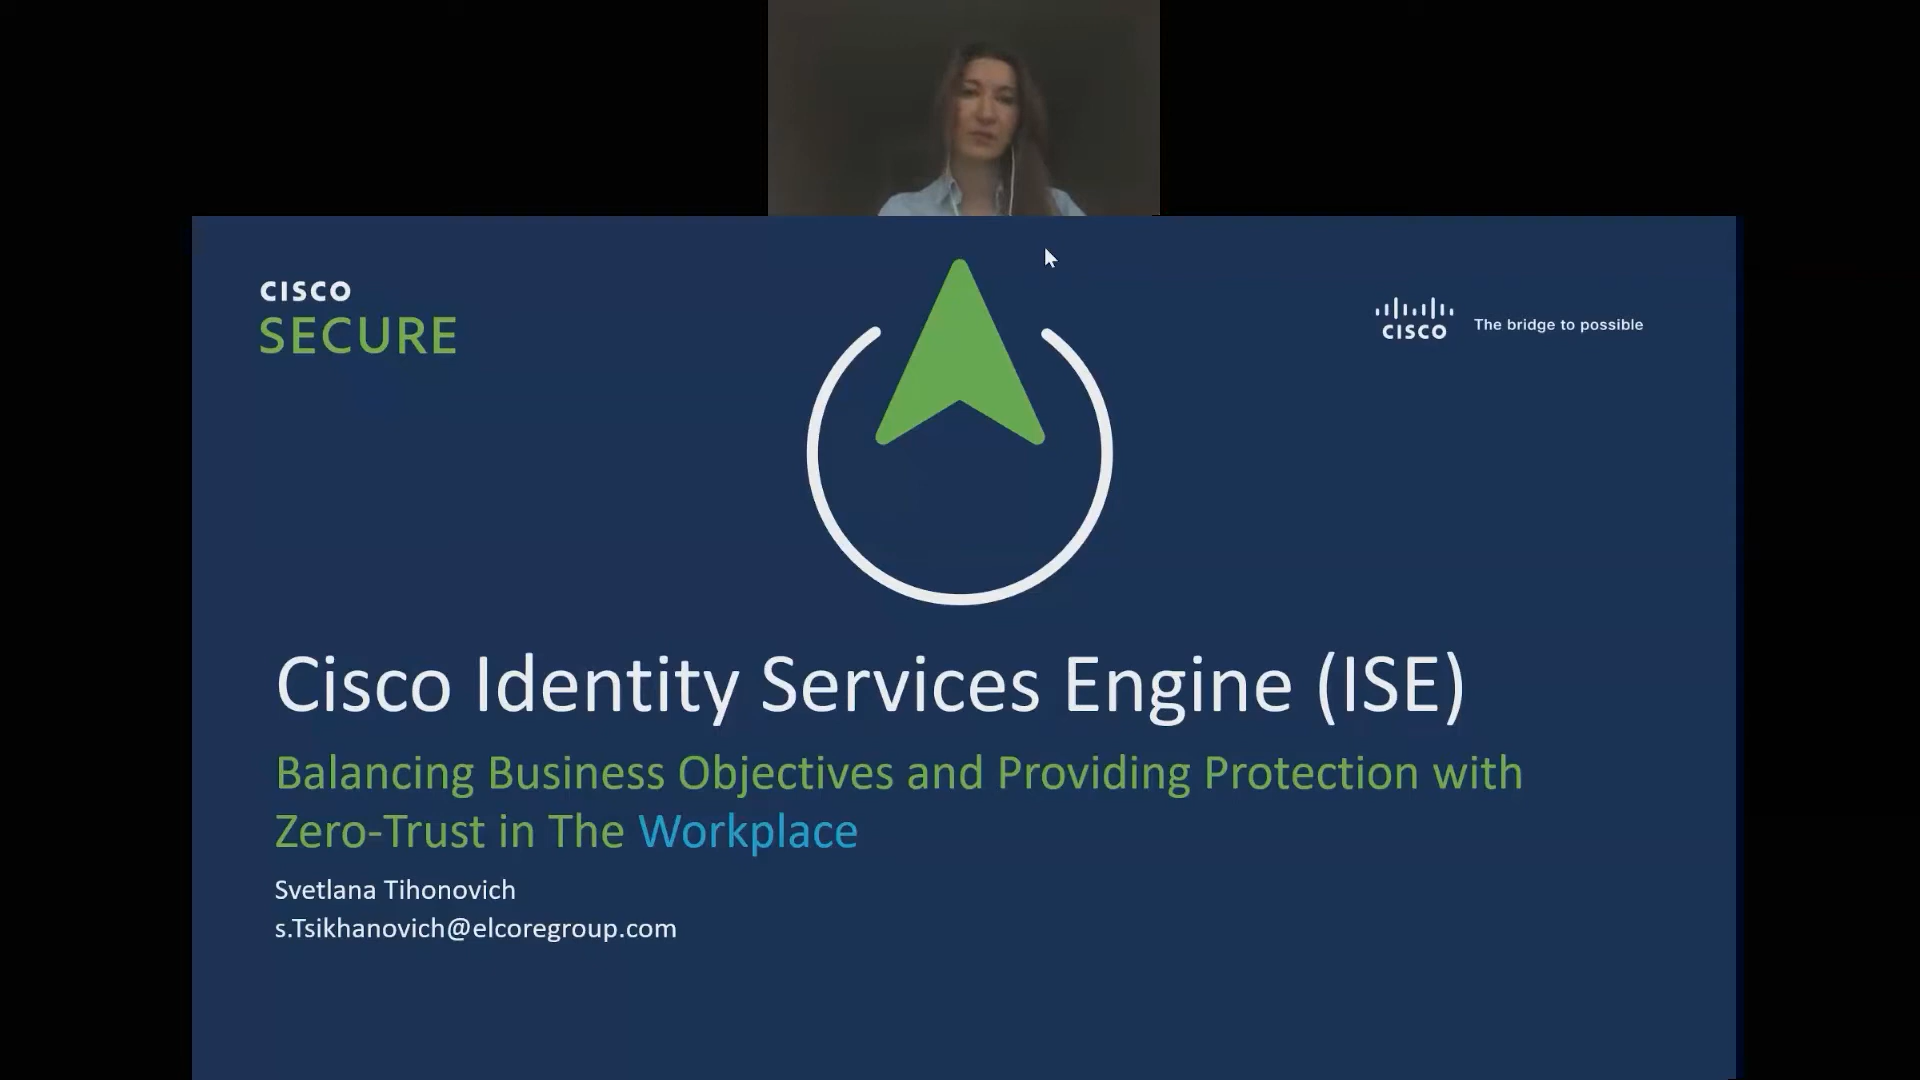 CISCO
SECURE
CISCO
The bridge to possible
Cisco Identity Services Engine (ISE)
Balancing Business Objectives and Providing Protection with
Zero-Trust in The Workplace
Svetlana Tihonovich
s.Tsikhanovich@elcoregroup.com